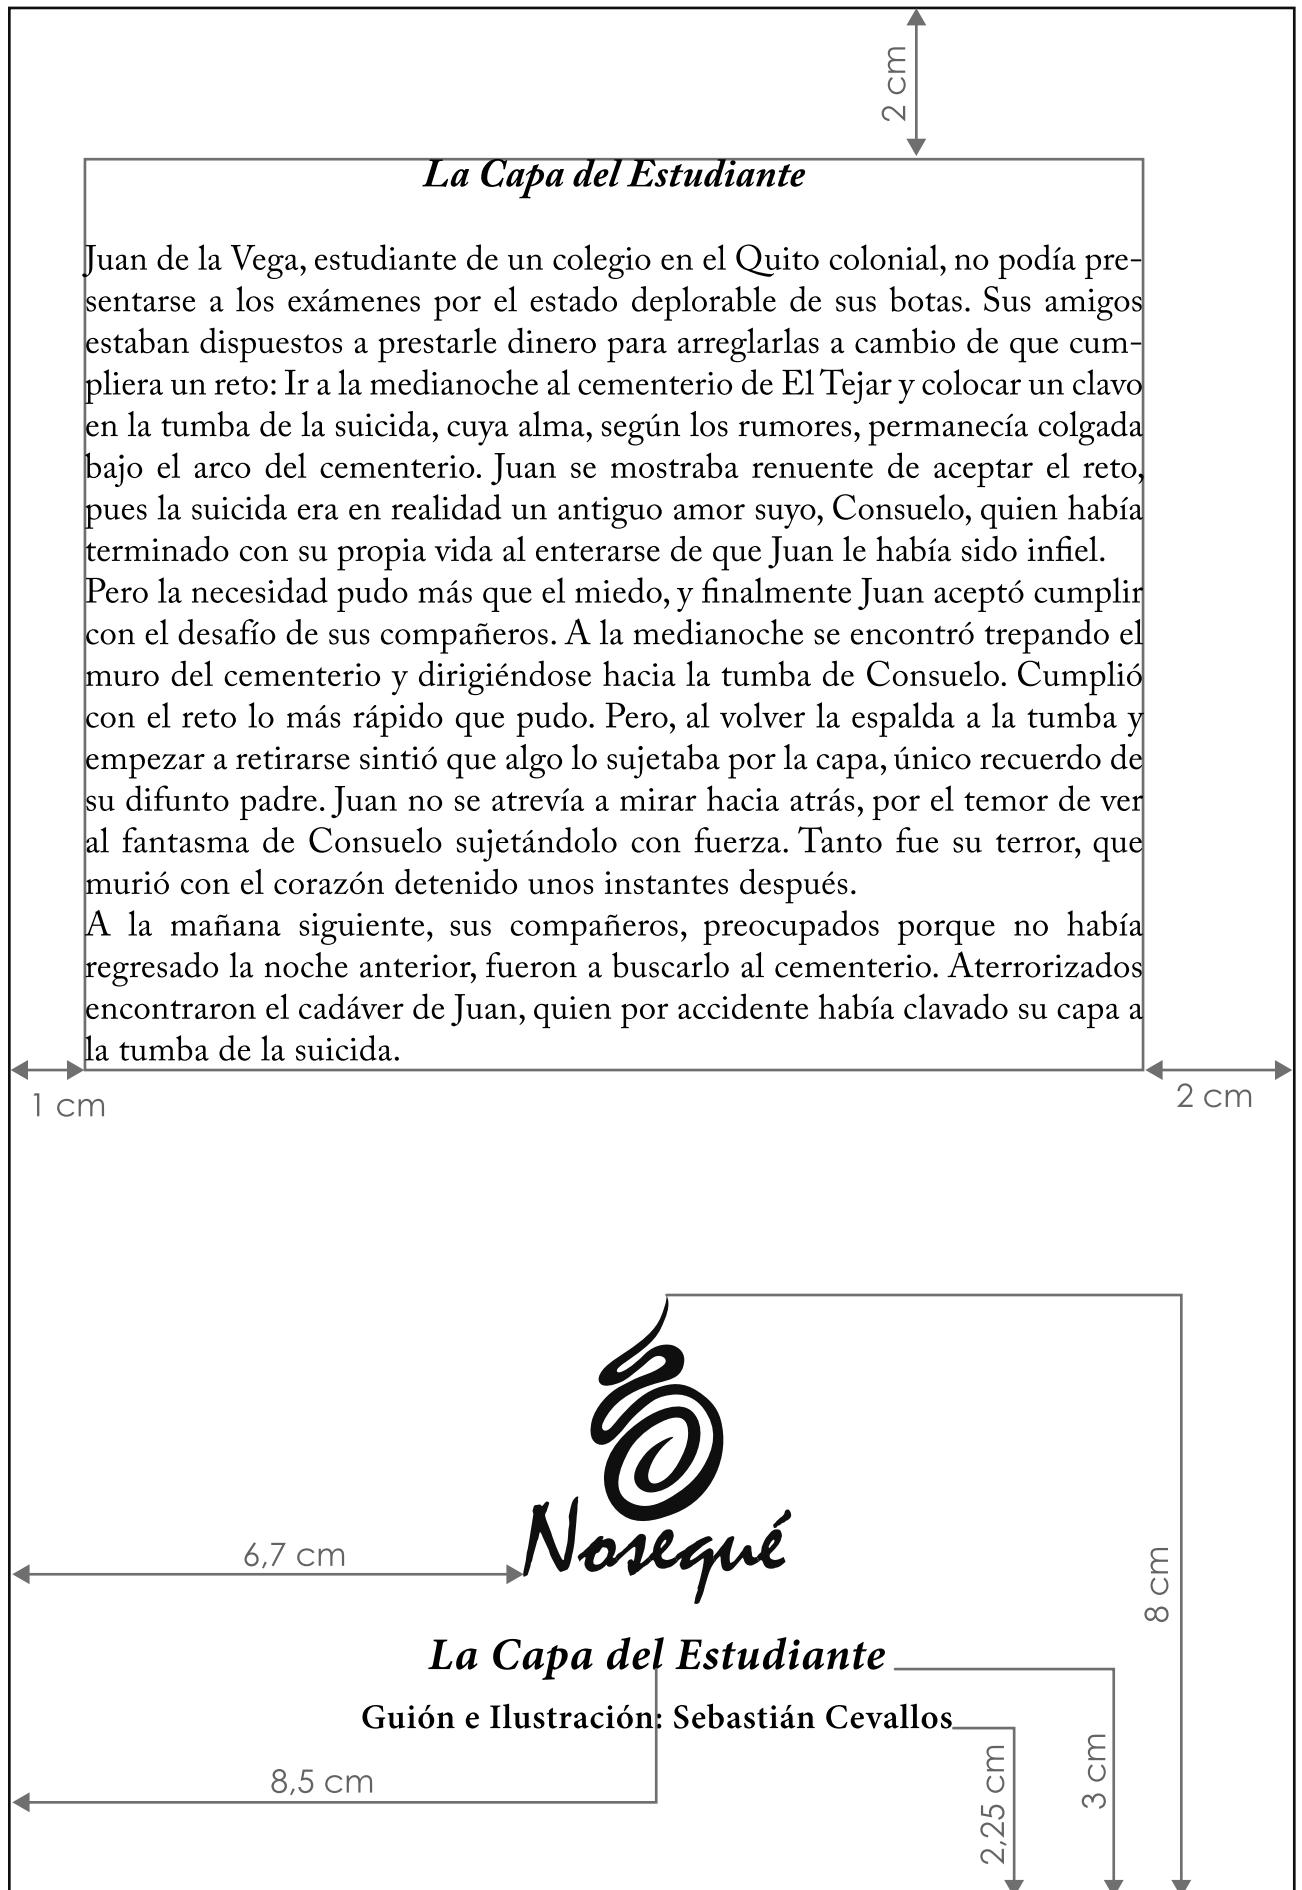 2 cm
La Capa del Estudiante
Juan de la Vega, estudiante de un colegio en el Quito colonial, no podía pre-
sentarse a los exámenes por el estado deplorable de sus botas. Sus amigos
estaban dispuestos a prestarle dinero para arreglarlas a cambio de que cum-
pliera un reto: Ir a la medianoche al cementerio de El Tejar y colocar un clavo
en la tumba de la suicida, cuya alma, según los rumores, permanecía colgada
bajo el arco del cementerio. Juan se mostraba renuente de aceptar el reto,
pues la suicida era en realidad un antiguo amor suyo, Consuelo, quien había
terminado con su propia vida al enterarse de que Juan le había sido infiel.
Pero la necesidad pudo más que el miedo, y finalmente Juan aceptó cumplir
con el desafío de sus compañeros. A la medianoche se encontró trepando el
muro del cementerio y dirigiéndose hacia la tumba de Consuelo. Cumplió
con el reto lo más rápido que pudo. Pero, al volver la espalda a la tumba y
empezar a retirarse sintió que algo lo sujetaba por la capa, único recuerdo de
su difunto padre. Juan no se atrevía a mirar hacia atrás, por el temor de ver
al fantasma de Consuelo sujetándolo con fuerza. Tanto fue su terror, que
murió con el corazón detenido unos instantes después.
A la mañana siguiente, sus compañeros, preocupados porque no había
regresado la noche anterior, fueron a buscarlo al cementerio. Aterrorizados
encontraron el cadáver de Juan, quien por accidente había clavado su capa a
la tumba de la suicida.
1 cm
2 cm
Nosequé
6,7 cm
8 cm
La Capa del Estudiante
Guión e Ilustración: Sebastián Cevallos
8,5 cm
2,25 cm
3 cm